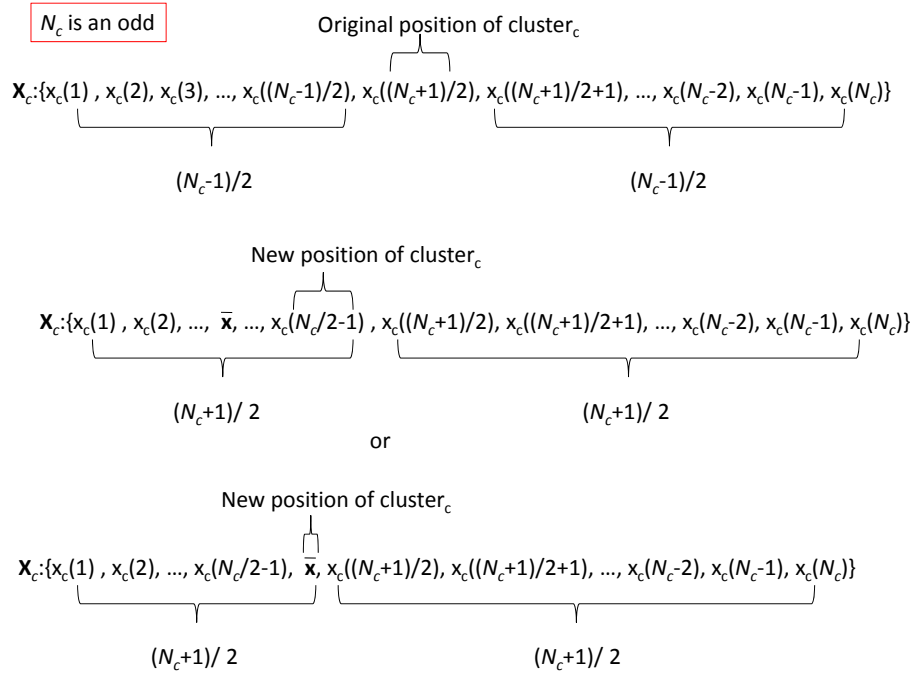 N_c is an odd
Original position of cluster_c
X_c:{x_c(1) , x_c(2), x_c(3), ..., x_c((N_c-1)/2), x_c((N_c+1)/2), x_c((N_c+1)/2+1), ..., x_c(N_c-2), x_c(N_c-1), x_c(N_c)}
(N_c-1)/2 (N_c-1)/2
New position of cluster_c
X_c:{x_c(1) , x_c(2), ..., x̅, ..., x_c(N_c/2-1) , x_c((N_c+1)/2), x_c((N_c+1)/2+1), ..., x_c(N_c-2), x_c(N_c-1), x_c(N_c)}
(N_c+1)/ 2 (N_c+1)/ 2
or
New position of cluster_c
X_c:{x_c(1) , x_c(2), ..., x_c(N_c/2-1), x̅, x_c((N_c+1)/2), x_c((N_c+1)/2+1), ..., x_c(N_c-2), x_c(N_c-1), x_c(N_c)}
(N_c+1)/ 2 (N_c+1)/ 2